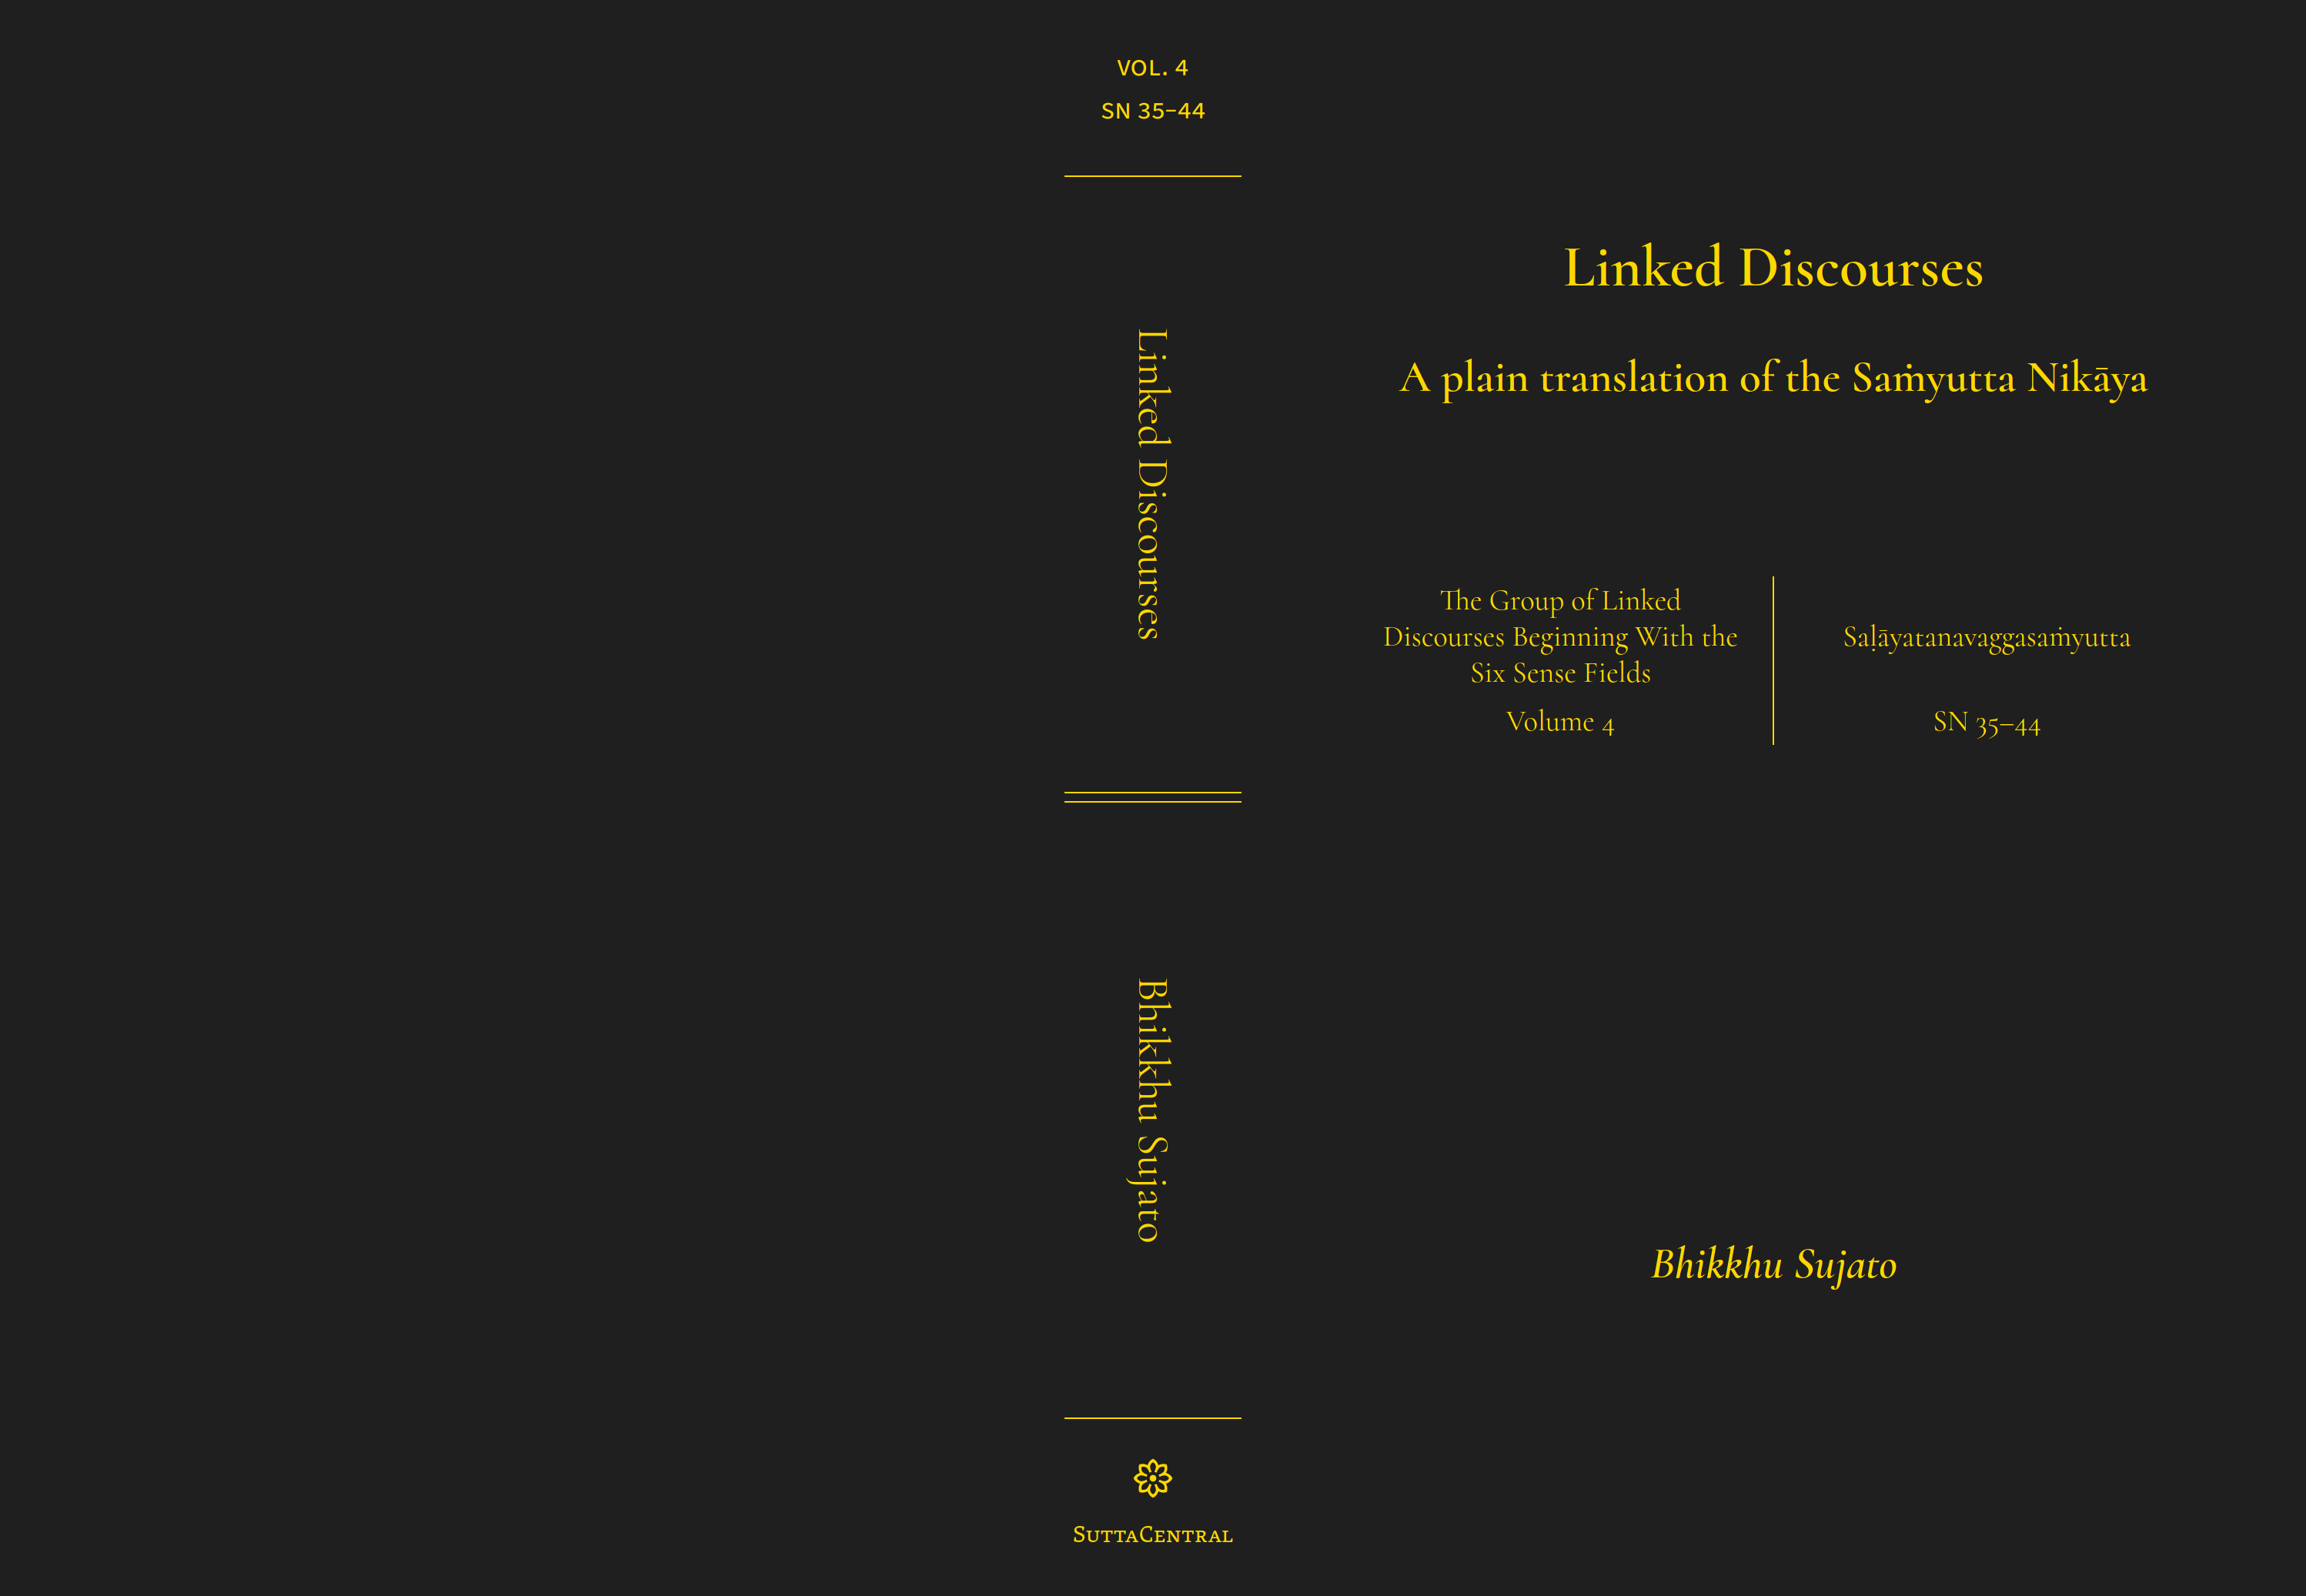 VOL. 4
SN 35–44
Linked Discourses
Bhikkhu Sujato
SuttaCentral
Linked Discourses
A plain translation of the Saṁyutta Nikāya
The Group of Linked
Discourses Beginning With the
Six Sense Fields
Volume 4
Saḷāyatanavaggasaṁyutta
SN 35–44
Bhikkhu Sujato